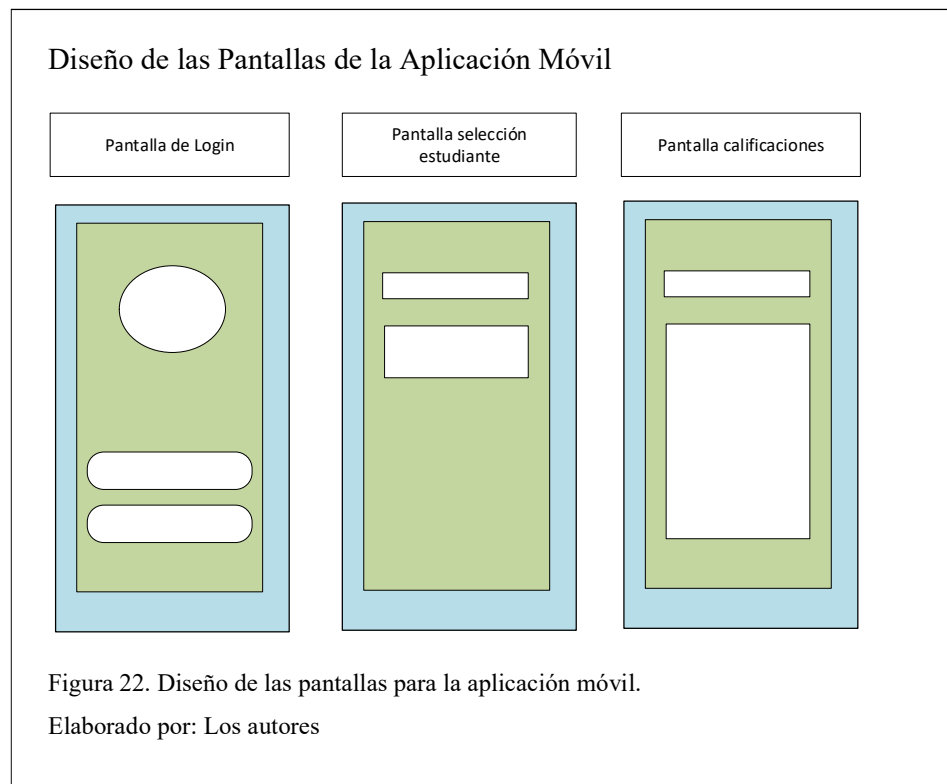 Diseño de las Pantallas de la Aplicación Móvil
Pantalla de Login
Pantalla selección
estudiante
Pantalla calificaciones
Figura 22. Diseño de las pantallas para la aplicación móvil.
Elaborado por: Los autores